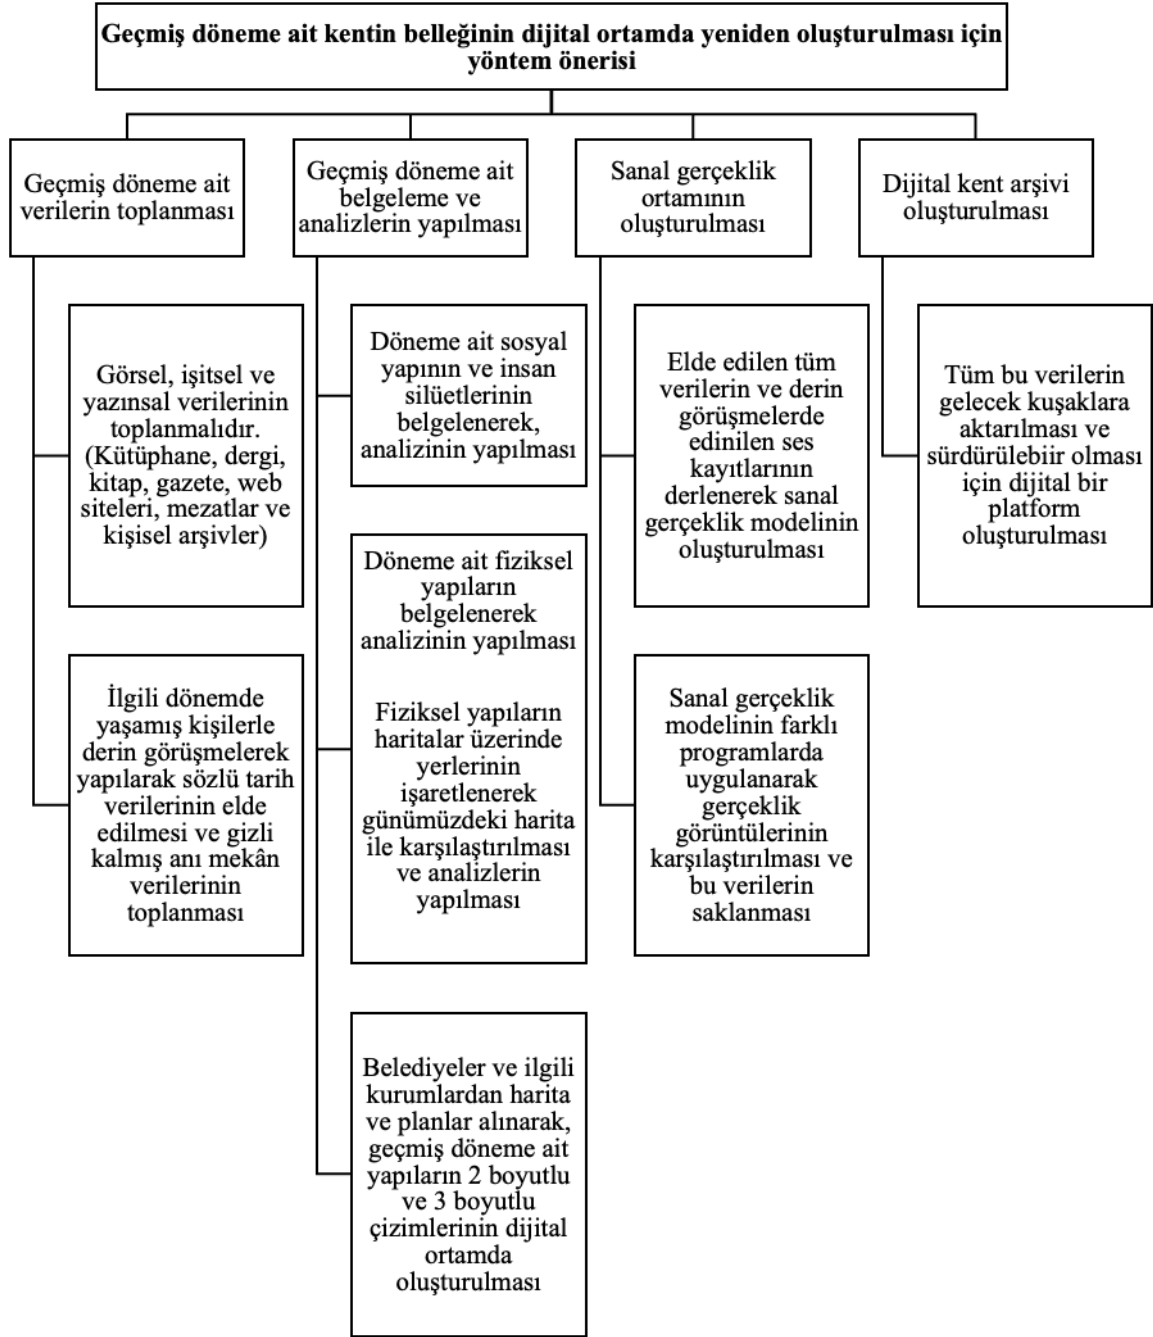 Geçmiş döneme ait kentin belleğinin dijital ortamda yeniden oluşturulması için
yöntem önerisi
Geçmiş döneme ait
verilerin toplanması
Görsel, işitsel ve
yazınsal verilerinin
toplanmalıdır.
(Kütüphane, dergi,
kitap, gazete, web
siteleri, mezatlar ve
kişisel arşivler)
İlgili dönemde
yaşamış kişilerle
derin görüşmelerek
yapılarak sözlü tarih
verilerinin elde
edilmesi ve gizli
kalmış anı mekân
verilerinin
toplanması
Geçmiş döneme ait
belgeleme ve
analizlerin yapılması
Döneme ait sosyal
yapının ve insan
silüetlerinin
belgelenerek,
analizinin yapılması
Döneme ait fiziksel
yapıların
belgelenerek
analizinin yapılması
Fiziksel yapıların
haritalar üzerinde
yerlerinin
işaretlenerek
günümüzdeki harita
ile karşılaştırılması
ve analizlerin
yapılması
Belediyeler ve ilgili
kurumlardan harita
ve planlar alınarak,
geçmiş döneme ait
yapıların 2 boyutlu
ve 3 boyutlu
çizimlerinin dijital
ortamda
oluşturulması
Sanal gerçeklik
ortamının
oluşturulması
Elde edilen tüm
verilerin ve derin
görüşmelerde
edinilen ses
kayıtlarının
derlenerek sanal
gerçeklik modelinin
oluşturulması
Sanal gerçeklik
modelinin farklı
programlarda
uygulanarak
gerçeklik
görüntülerinin
karşılaştırılması ve
bu verilerin
saklanması
Dijital kent arşivi
oluşturulması
Tüm bu verilerin
gelecek kuşaklara
aktarılması ve
sürdürülebiir olması
için dijital bir
platform
oluşturulması